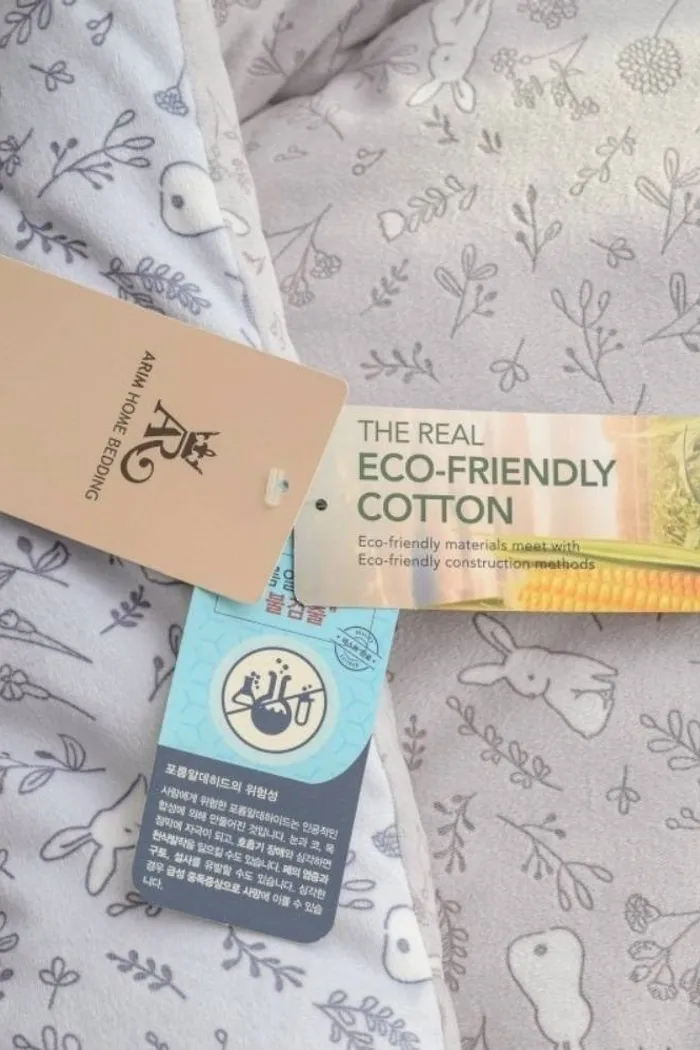 ARIM HOME BEDDING
AR
THE REAL
ECO-FRIENDLY
COTTON
Eco-friendly materials meet with
Eco-friendly construction methods
포름알데히드의 위험성
사람에게 위험한 포름알데하이드는 인공적인
합성에 의해 만들어진 것입니다. 눈과 코, 목
점막에 자극이 되고, 호흡기 장애와 심각하면
천식발작을 일으킬 수도 있습니다. 폐의 염증과
구토, 설사를 유발할 수도 있습니다. 심각한
경우 급성 중독증상으로 사망에 이를 수 있습
니다.